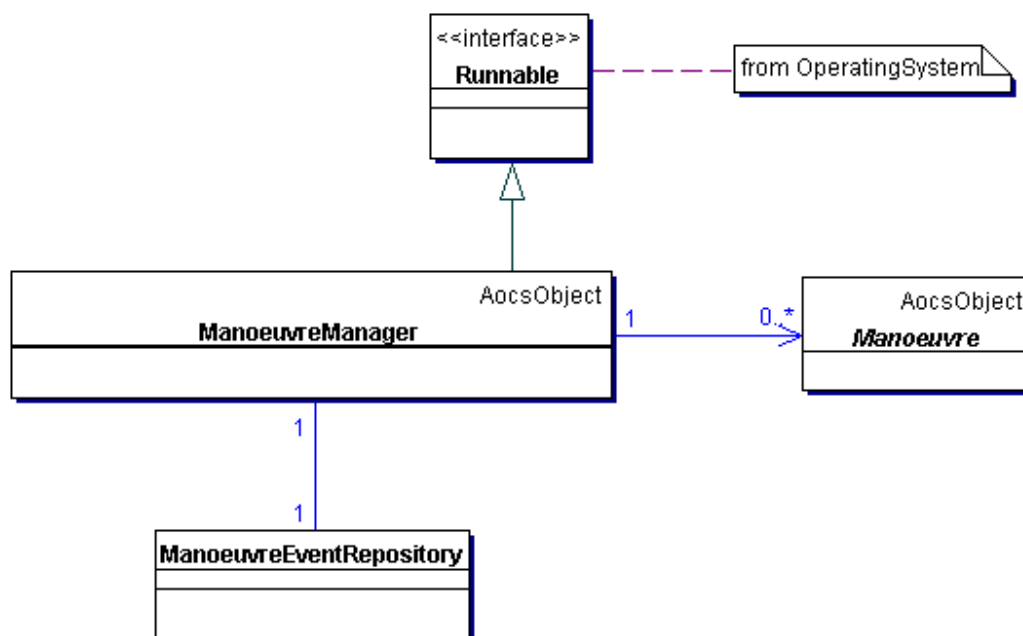 <<interface>>
Runnable
from OperatingSystem
AocsObject
ManoeuvreManager
1
0..*
AocsObject
Manoeuvre
1
1
ManoeuvreEventRepository